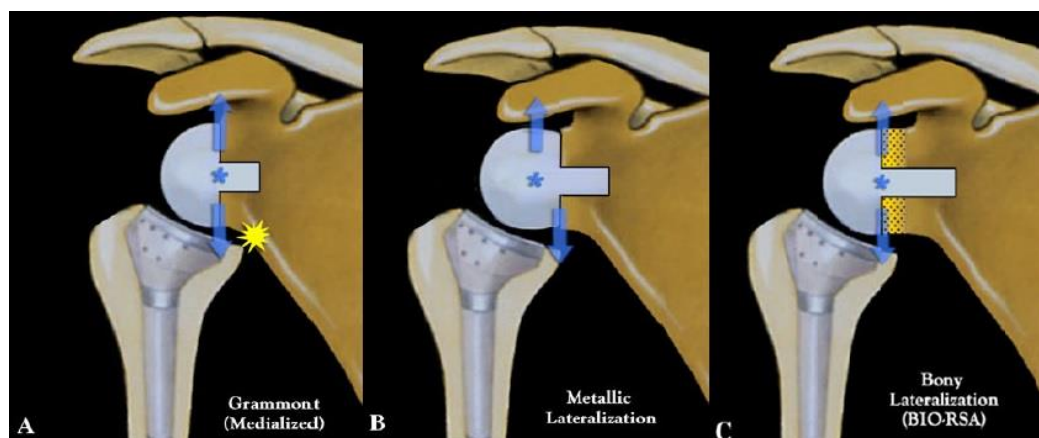 A
Grammont
(Medialized)
B
Metallic
Lateralization
C
Bony
Lateralization
(BIO-RSA)